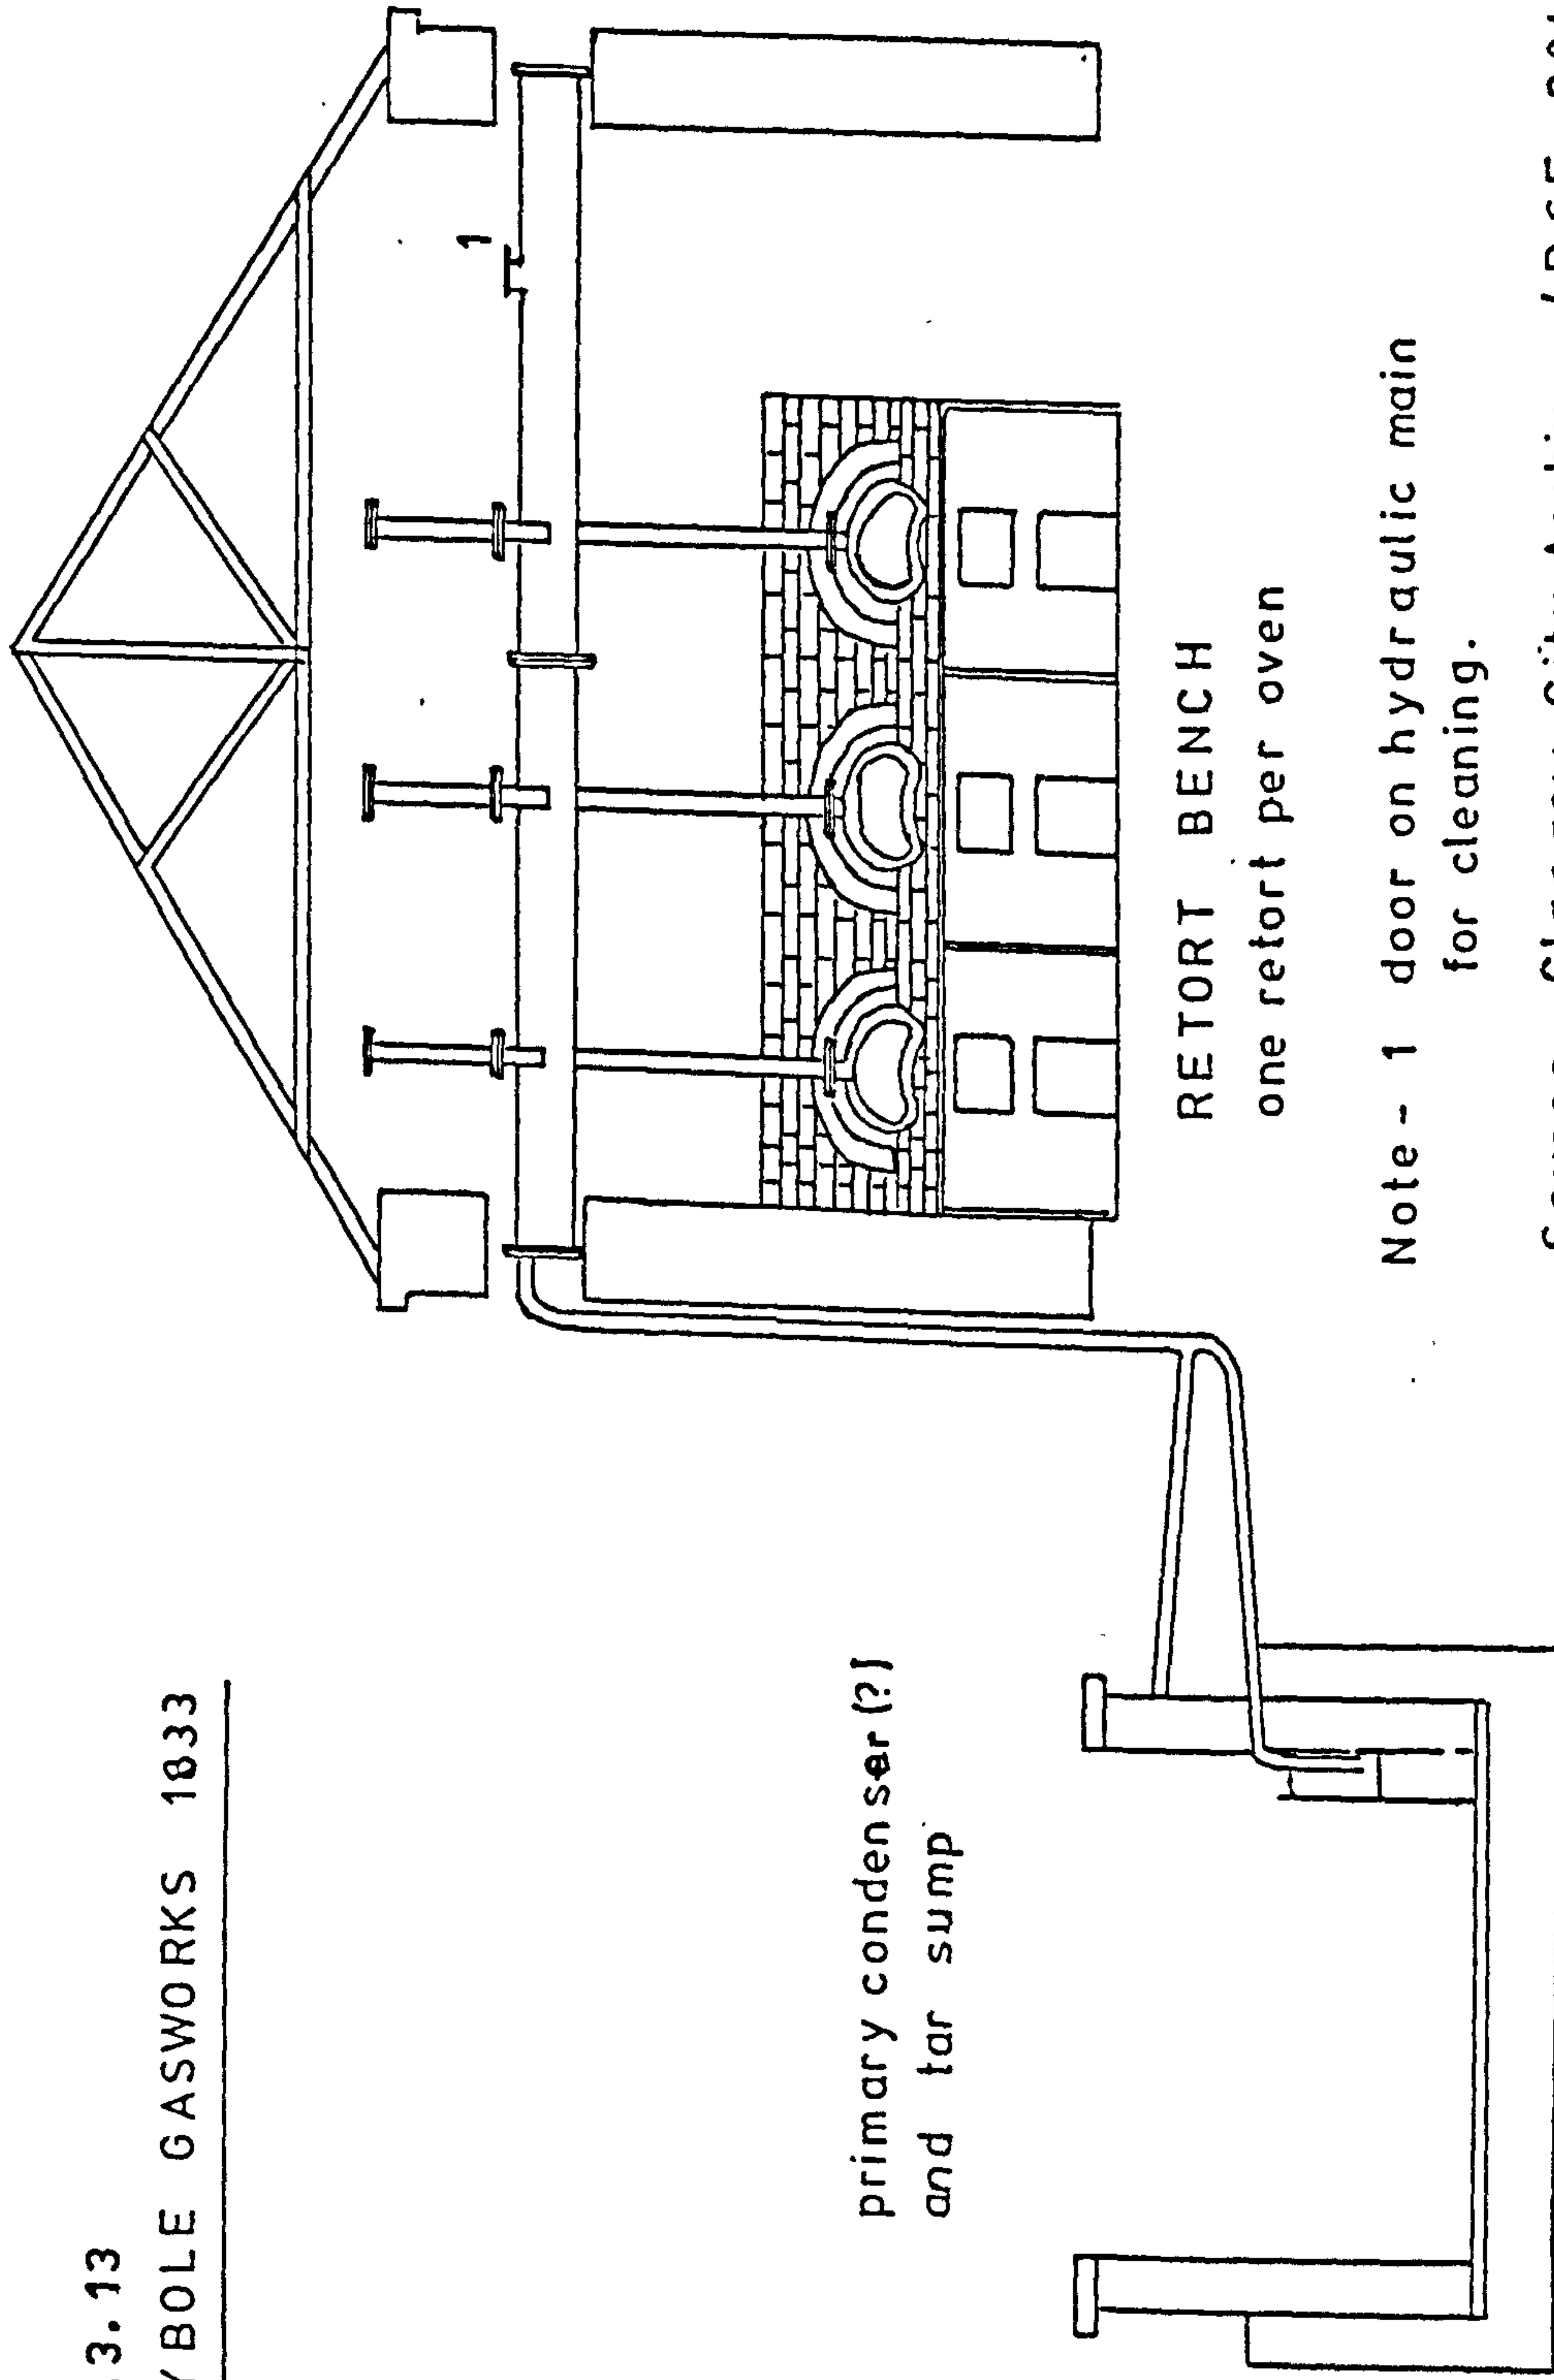 3.13
YBOLE GASWORKS 1833
1
primary condenser (?)
and tar sump
RETORT BENCH
one retort per oven
Note - 1 door on hydraulic main
for cleaning.